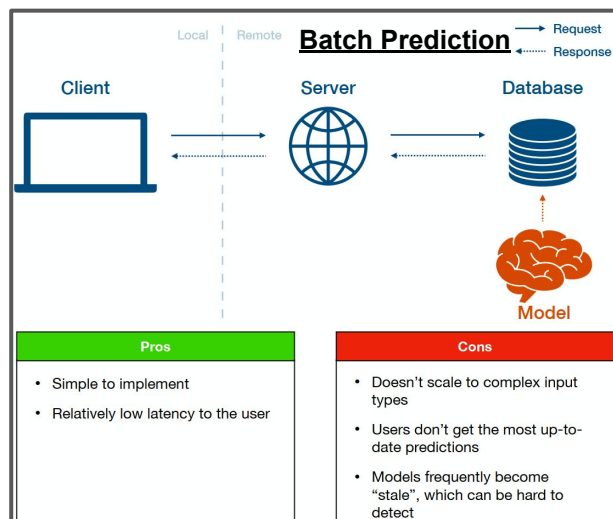 Local
Remote
Batch Prediction
Request
Response
Client
Server
Database
Model
Pros
• Simple to implement
• Relatively low latency to the user
Cons
• Doesn't scale to complex input
types
• Users don't get the most up-to-
date predictions
• Models frequently become
“stale”, which can be hard to
detect